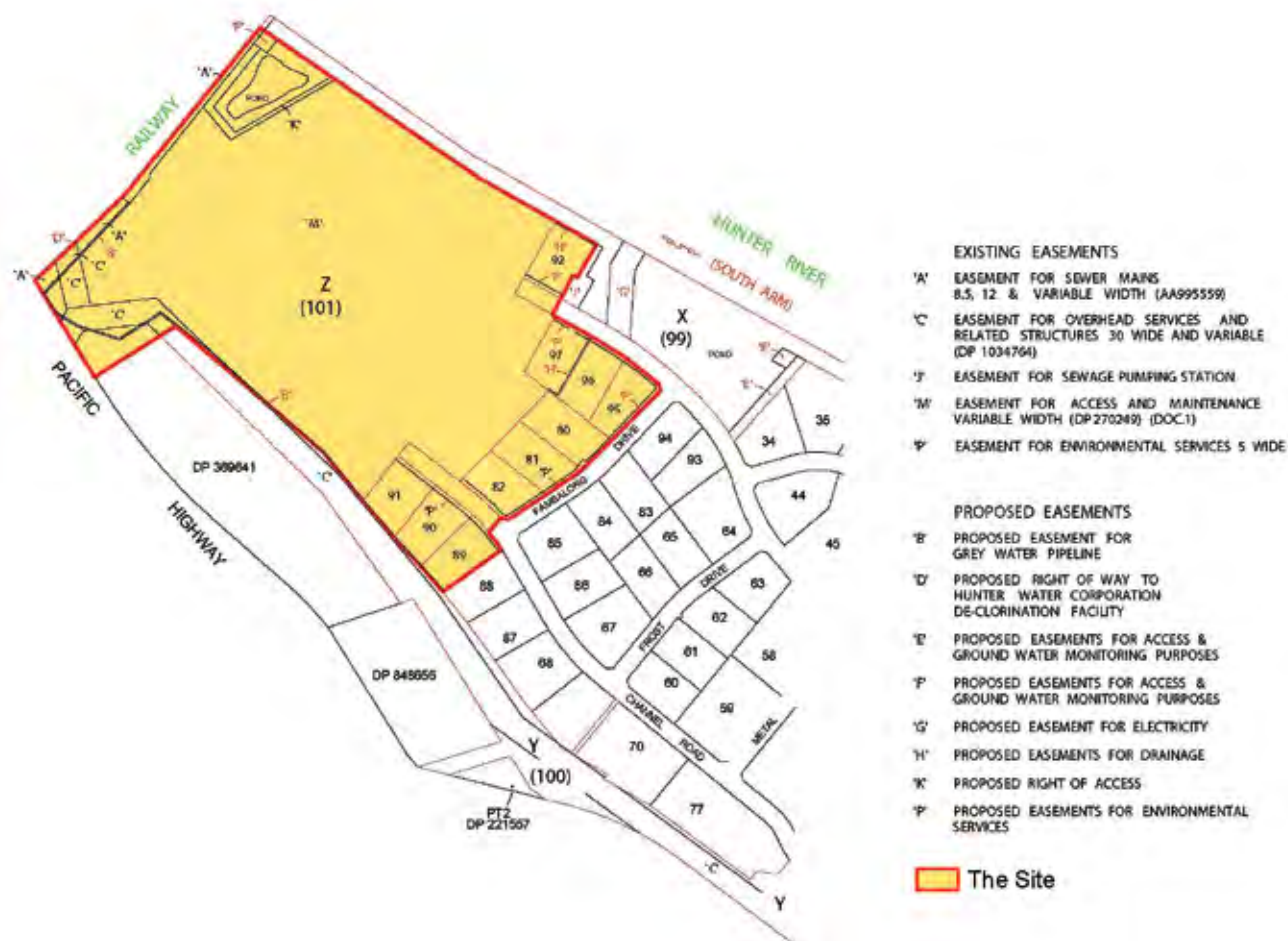 'P'
'A'
RAILWAY
POND
'K'
'M'
'D'
'A'
'A'
'C'
'C'
'C'
Z
(101)
'H'
92
'J'
'G'
HUNTER RIVER
(SOUTH ARM)
X
(99)
POND
'E'
'E'
PACIFIC
HIGHWAY
'B'
'C'
DP 369641
97
'H'
96
95
80
81
'A'
82
91
'A'
90
89
FAMBALONG DRIVE
94
93
35
34
44
45
83
84
85
64
65
66
86
67
88
87
68
FROST DRIVE
63
62
61
60
58
59
METAL
CHANNEL ROAD
70
77
DP 848656
Y
(100)
PT2
DP 221567
'C'
Y
EXISTING EASEMENTS
'A' EASEMENT FOR SEWER MAINS
8.5, 12 & VARIABLE WIDTH (AA995559)
'C' EASEMENT FOR OVERHEAD SERVICES AND
RELATED STRUCTURES 30 WIDE AND VARIABLE
(DP 1034764)
'J' EASEMENT FOR SEWAGE PUMPING STATION
'M' EASEMENT FOR ACCESS AND MAINTENANCE
VARIABLE WIDTH (DP270249) (DOC.1)
'P' EASEMENT FOR ENVIRONMENTAL SERVICES 5 WIDE
PROPOSED EASEMENTS
'B' PROPOSED EASEMENT FOR
GREY WATER PIPELINE
'D' PROPOSED RIGHT OF WAY TO
HUNTER WATER CORPORATION
DE-CLORINATION FACILITY
'E' PROPOSED EASEMENTS FOR ACCESS &
GROUND WATER MONITORING PURPOSES
'F' PROPOSED EASEMENTS FOR ACCESS &
GROUND WATER MONITORING PURPOSES
'G' PROPOSED EASEMENT FOR ELECTRICITY
'H' PROPOSED EASEMENTS FOR DRAINAGE
'K' PROPOSED RIGHT OF ACCESS
'P' PROPOSED EASEMENTS FOR ENVIRONMENTAL
SERVICES
The Site